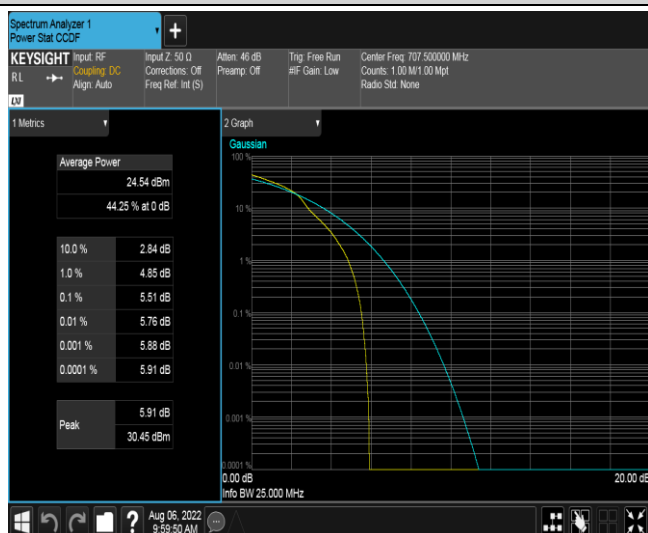 Spectrum Analyzer 1
Power Stat CCDF
+
KEYSIGHT
RL
LXI
Input: RF
Coupling: DC
Align: Auto
Input Z: 50 Ω
Corrections: Off
Freq Ref: Int (S)
Atten: 46 dB
Preamp: Off
Trig: Free Run
#IF Gain: Low
Center Freq: 707.500000 MHz
Counts: 1.00 M/1.00 Mpt
Radio Std: None
1 Metrics
Average Power
24.54 dBm
44.25 % at 0 dB
10.0 % 2.84 dB
1.0 % 4.85 dB
0.1 % 5.51 dB
0.01 % 5.76 dB
0.001 % 5.88 dB
0.0001 % 5.91 dB
Peak 5.91 dB
30.45 dBm
2 Graph
Gaussian
100 %
10 %
1 %
0.1 %
0.01 %
0.001 %
0.0001 %
0.00 dB 20.00 dB
Info BW 25.000 MHz
?
Aug 06, 2022
9:59:50 AM